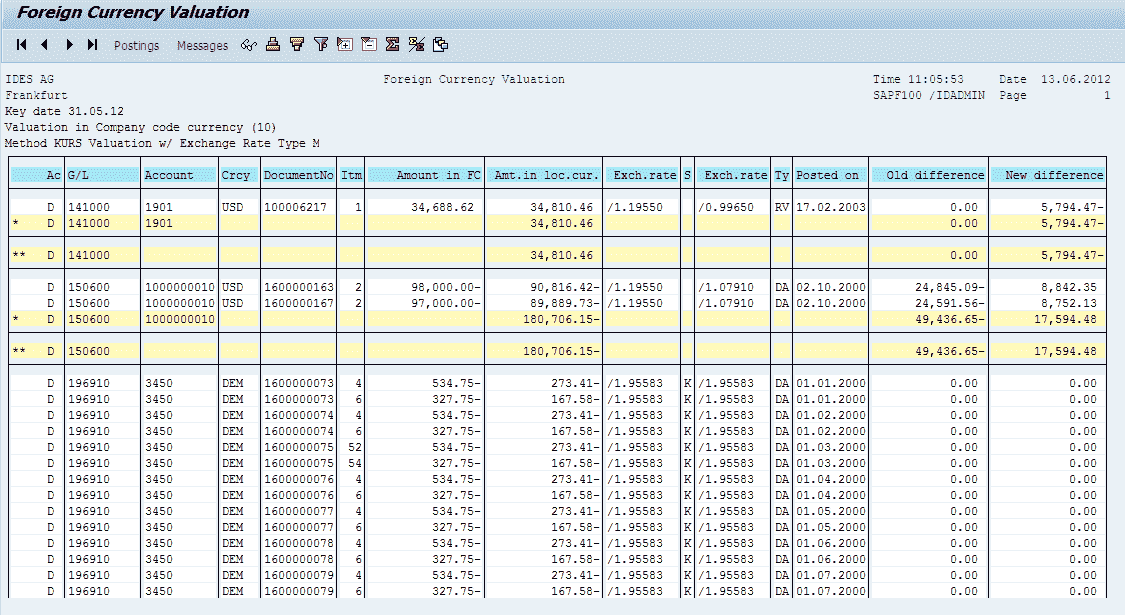 Foreign Currency Valuation
Postings Messages
IDES AG Foreign Currency Valuation Time 11:05:53 Date 13.06.2012
Frankfurt SAPF100 /IDADMIN Page 1
Key date 31.05.12
Valuation in Company code currency (10)
Method KURS Valuation w/ Exchange Rate Type M
Ac G/L Account Crcy DocumentNo Itm Amount in FC Amt.in loc.cur. Exch.rate S Exch.rate Ty Posted on Old difference New difference
D 141000 1901 USD 100006217 1 34,688.62 34,810.46 /1.19550 /0.99650 RV 17.02.2003 0.00 5,794.47-
* D 141000 1901 34,810.46 0.00 5,794.47-
** D 141000 34,810.46 0.00 5,794.47-
D 150600 1000000010 USD 1600000163 2 98,000.00- 90,816.42- /1.19550 /1.07910 DA 02.10.2000 24,845.09- 8,842.35
D 150600 1000000010 USD 1600000167 2 97,000.00- 89,889.73- /1.19550 /1.07910 DA 02.10.2000 24,591.56- 8,752.13
* D 150600 1000000010 180,706.15- 49,436.65- 17,594.48
** D 150600 180,706.15- 49,436.65- 17,594.48
D 196910 3450 DEM 1600000073 4 534.75- 273.41- /1.95583 K /1.95583 DA 01.01.2000 0.00 0.00
D 196910 3450 DEM 1600000073 6 327.75- 167.58- /1.95583 K /1.95583 DA 01.01.2000 0.00 0.00
D 196910 3450 DEM 1600000074 4 534.75- 273.41- /1.95583 K /1.95583 DA 01.02.2000 0.00 0.00
D 196910 3450 DEM 1600000074 6 327.75- 167.58- /1.95583 K /1.95583 DA 01.02.2000 0.00 0.00
D 196910 3450 DEM 1600000075 52 534.75- 273.41- /1.95583 K /1.95583 DA 01.03.2000 0.00 0.00
D 196910 3450 DEM 1600000075 54 327.75- 167.58- /1.95583 K /1.95583 DA 01.03.2000 0.00 0.00
D 196910 3450 DEM 1600000076 4 534.75- 273.41- /1.95583 K /1.95583 DA 01.04.2000 0.00 0.00
D 196910 3450 DEM 1600000076 6 327.75- 167.58- /1.95583 K /1.95583 DA 01.04.2000 0.00 0.00
D 196910 3450 DEM 1600000077 4 534.75- 273.41- /1.95583 K /1.95583 DA 01.05.2000 0.00 0.00
D 196910 3450 DEM 1600000077 6 327.75- 167.58- /1.95583 K /1.95583 DA 01.05.2000 0.00 0.00
D 196910 3450 DEM 1600000078 4 534.75- 273.41- /1.95583 K /1.95583 DA 01.06.2000 0.00 0.00
D 196910 3450 DEM 1600000078 6 327.75- 167.58- /1.95583 K /1.95583 DA 01.06.2000 0.00 0.00
D 196910 3450 DEM 1600000079 4 534.75- 273.41- /1.95583 K /1.95583 DA 01.07.2000 0.00 0.00
D 196910 3450 DEM 1600000079 6 327.75- 167.58- /1.95583 K /1.95583 DA 01.07.2000 0.00 0.00